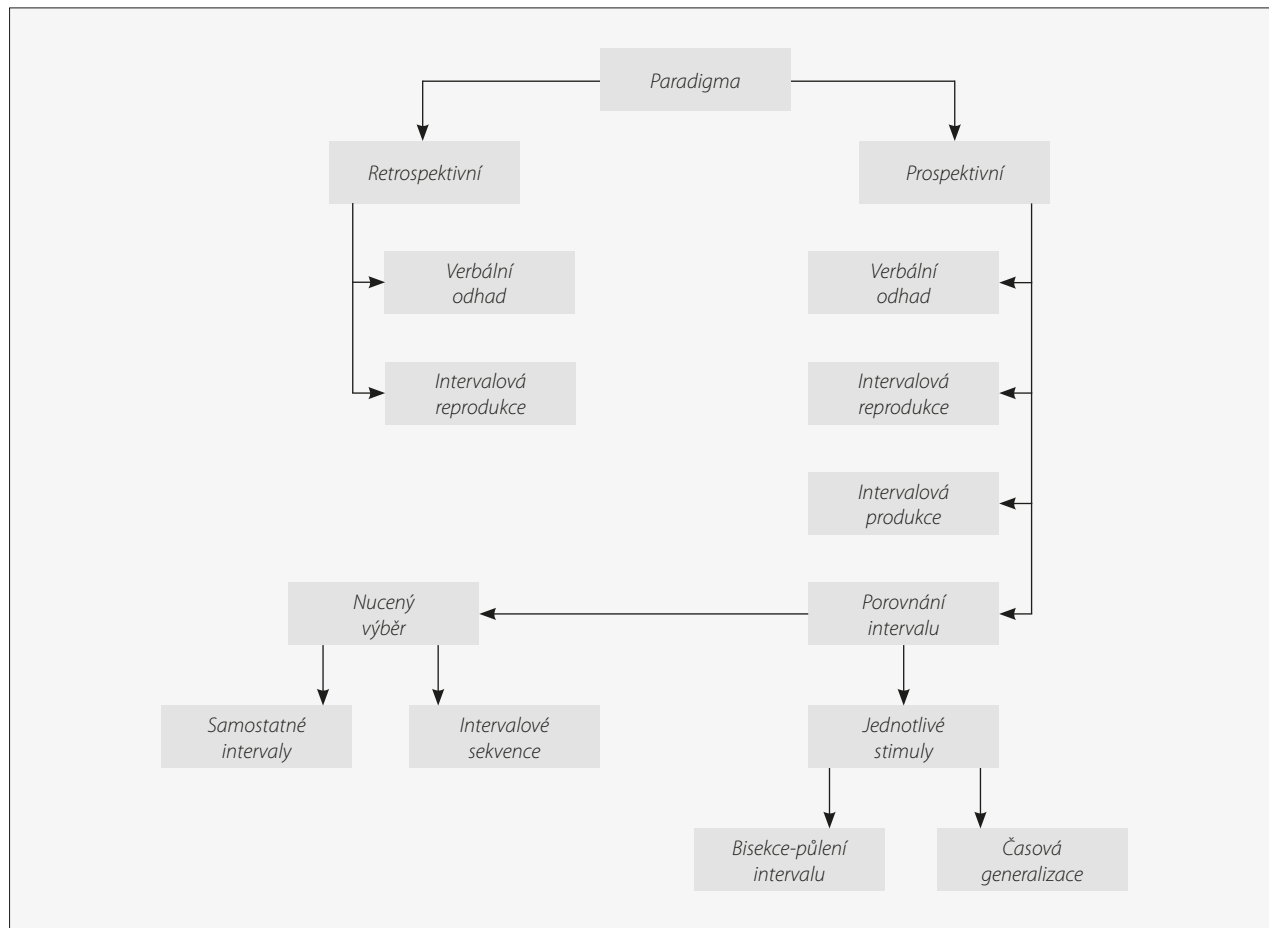 Paradigma
Retrospektivní
Prospektivní
Verbální
odhad
Verbální
odhad
Intervalová
reprodukce
Intervalová
reprodukce
Intervalová
produkce
Nucený
výběr
Porovnání
intervalu
Samostatné
intervaly
Intervalové
sekvence
Jednotlivé
stimuly
Bisekce-půlení
intervalu
Časová
generalizace